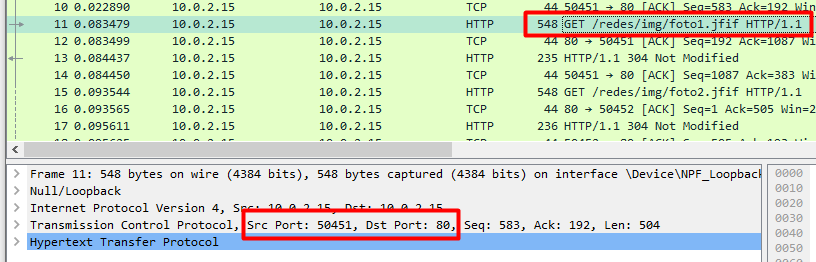 10 0.022890 10.0.2.15 10.0.2.15 TCP 44 50451 → 80 [ACK] Seq=583 Ack=192 Win
11 0.083479 10.0.2.15 10.0.2.15 HTTP 548 GET /redes/img/foto1.jfif HTTP/1.1
12 0.083499 10.0.2.15 10.0.2.15 TCP 44 80 → 50451 [ACK] Seq=192 Ack=1087 Win
13 0.084437 10.0.2.15 10.0.2.15 HTTP 235 HTTP/1.1 304 Not Modified
14 0.084450 10.0.2.15 10.0.2.15 TCP 44 50451 → 80 [ACK] Seq=1087 Ack=383 Win
15 0.093544 10.0.2.15 10.0.2.15 HTTP 548 GET /redes/img/foto2.jfif HTTP/1.1
16 0.093565 10.0.2.15 10.0.2.15 TCP 44 80 → 50452 [ACK] Seq=1 Ack=505 Win=2
17 0.095611 10.0.2.15 10.0.2.15 HTTP 236 HTTP/1.1 304 Not Modified
Frame 11: 548 bytes on wire (4384 bits), 548 bytes captured (4384 bits) on interface \Device\NPF_Loopback 0000
Null/Loopback 0010
Internet Protocol Version 4, Src: 10.0.2.15, Dst: 10.0.2.15 0020
Transmission Control Protocol, Src Port: 50451, Dst Port: 80, Seq: 583, Ack: 192, Len: 504 0030
Hypertext Transfer Protocol 0040
0050